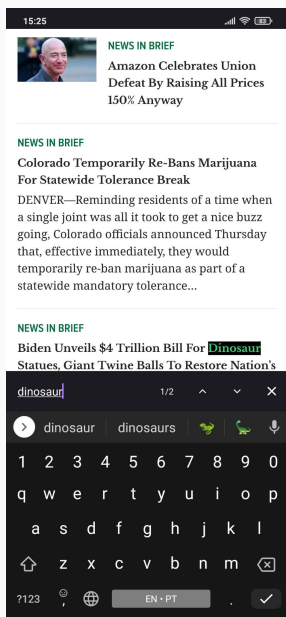 15:25
83
NEWS IN BRIEF
Amazon Celebrates Union
Defeat By Raising All Prices
150% Anyway
NEWS IN BRIEF
Colorado Temporarily Re-Bans Marijuana
For Statewide Tolerance Break
DENVER—Reminding residents of a time when
a single joint was all it took to get a nice buzz
going, Colorado officials announced Thursday
that, effective immediately, they would
temporarily re-ban marijuana as part of a
statewide mandatory tolerance...
NEWS IN BRIEF
Biden Unveils $4 Trillion Bill For Dinosaur
Statues, Giant Twine Balls To Restore Nation's
dinosaur 1/2
dinosaur dinosaurs
1 2 3 4 5 6 7 8 9 0
q w e r t y u i o p
a s d f g h j k l
z x c v b n m
?123 , EN • PT .